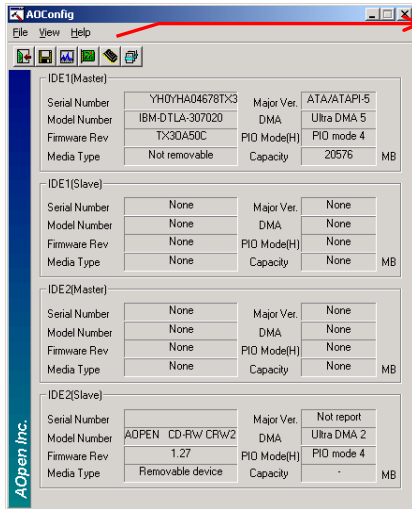 AOConfig
File View Help
IDE1(Master)
Serial Number YH0YHA04678TX3 Major Ver. ATA/ATAPI-5
Model Number IBM-DTLA-307020 DMA Ultra DMA 5
Firmware Rev TX3OA50C PIO Mode(H) PIO mode 4
Media Type Not removable Capacity 20576 MB
IDE1(Slave)
Serial Number None Major Ver. None
Model Number None DMA None
Firmware Rev None PIO Mode(H) None
Media Type None Capacity None MB
IDE2(Master)
Serial Number None Major Ver. None
Model Number None DMA None
Firmware Rev None PIO Mode(H) None
Media Type None Capacity None MB
IDE2(Slave)
Serial Number Major Ver. Not report
Model Number AOPEN CD-RW CRW2 DMA Ultra DMA 2
Firmware Rev 1.27 PIO Mode(H) PIO mode 4
Media Type Removable device Capacity - MB
AOpen Inc.